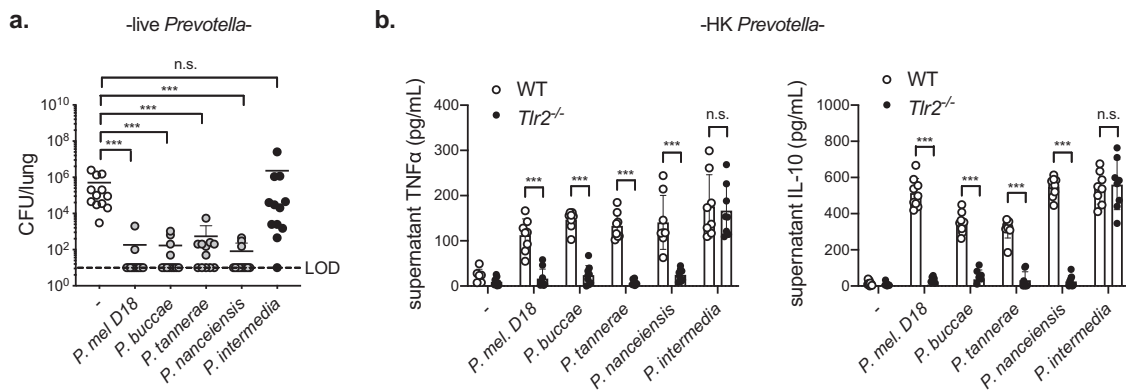 a.
-live Prevotella-
n.s.
***
***
***
***
CFU/lung
10^10
10^8
10^6
10^4
10^2
10^0
LOD
-
P. mel D18
P. buccae
P. tannerae
P. nanceiensis
P. intermedia
b.
-HK Prevotella-
WT
Tlr2-/-
supernatant TNFα (pg/mL)
400
300
200
100
0
***
***
***
***
n.s.
-
P. mel. D18
P. buccae
P. tannerae
P. nanceiensis
P. intermedia
WT
Tlr2-/-
supernatant IL-10 (pg/mL)
1000
800
600
400
200
0
***
***
***
***
n.s.
-
P. mel. D18
P. buccae
P. tannerae
P. nanceiensis
P. intermedia